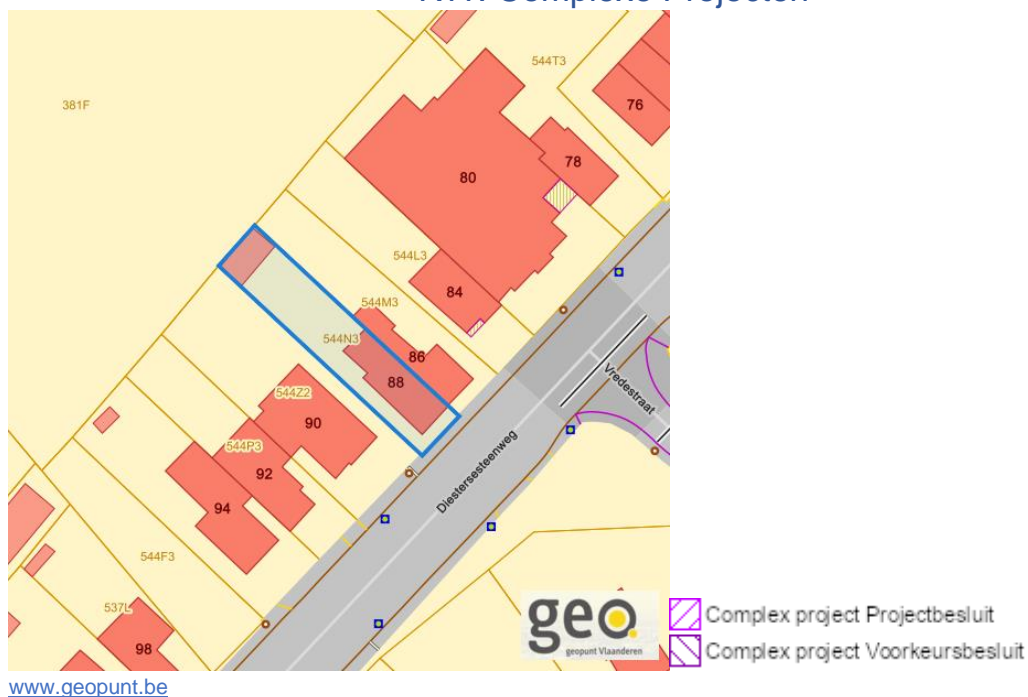 544T3
381F
76
78
80
544L3
84
544M3
544N3
86
88
Vredestraat
544Z2
90
Diestersesteenweg
544P3
92
94
544F3
537L
98
geo
geopunt Vlaanderen
Complex project Projectbesluit
Complex project Voorkeursbesluit
www.geopunt.be